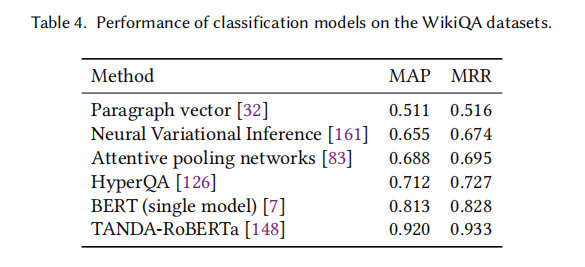 Table 4. Performance of classification models on the WikiQA datasets.
Method MAP MRR
Paragraph vector [32] 0.511 0.516
Neural Variational Inference [161] 0.655 0.674
Attentive pooling networks [83] 0.688 0.695
HyperQA [126] 0.712 0.727
BERT (single model) [7] 0.813 0.828
TANDA-RoBERTa [148] 0.920 0.933